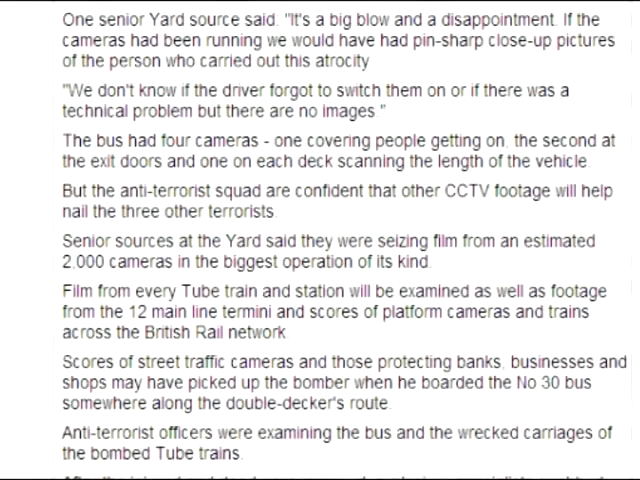 One senior Yard source said. "It's a big blow and a disappointment. If the
cameras had been running we would have had pin-sharp close-up pictures
of the person who carried out this atrocity
"We don't know if the driver forgot to switch them on or if there was a
technical problem but there are no images "
The bus had four cameras - one covering people getting on, the second at
the exit doors and one on each deck scanning the length of the vehicle.
But the anti-terrorist squad are confident that other CCTV footage will help
nail the three other terrorists.
Senior sources at the Yard said they were seizing film from an estimated
2,000 cameras in the biggest operation of its kind.
Film from every Tube train and station will be examined as well as footage
from the 12 main line termini and scores of platform cameras and trains
across the British Rail network
Scores of street traffic cameras and those protecting banks, businesses and
shops may have picked up the bomber when he boarded the No 30 bus
somewhere along the double-decker's route.
Anti-terrorist officers were examining the bus and the wrecked carriages of
the bombed Tube trains.